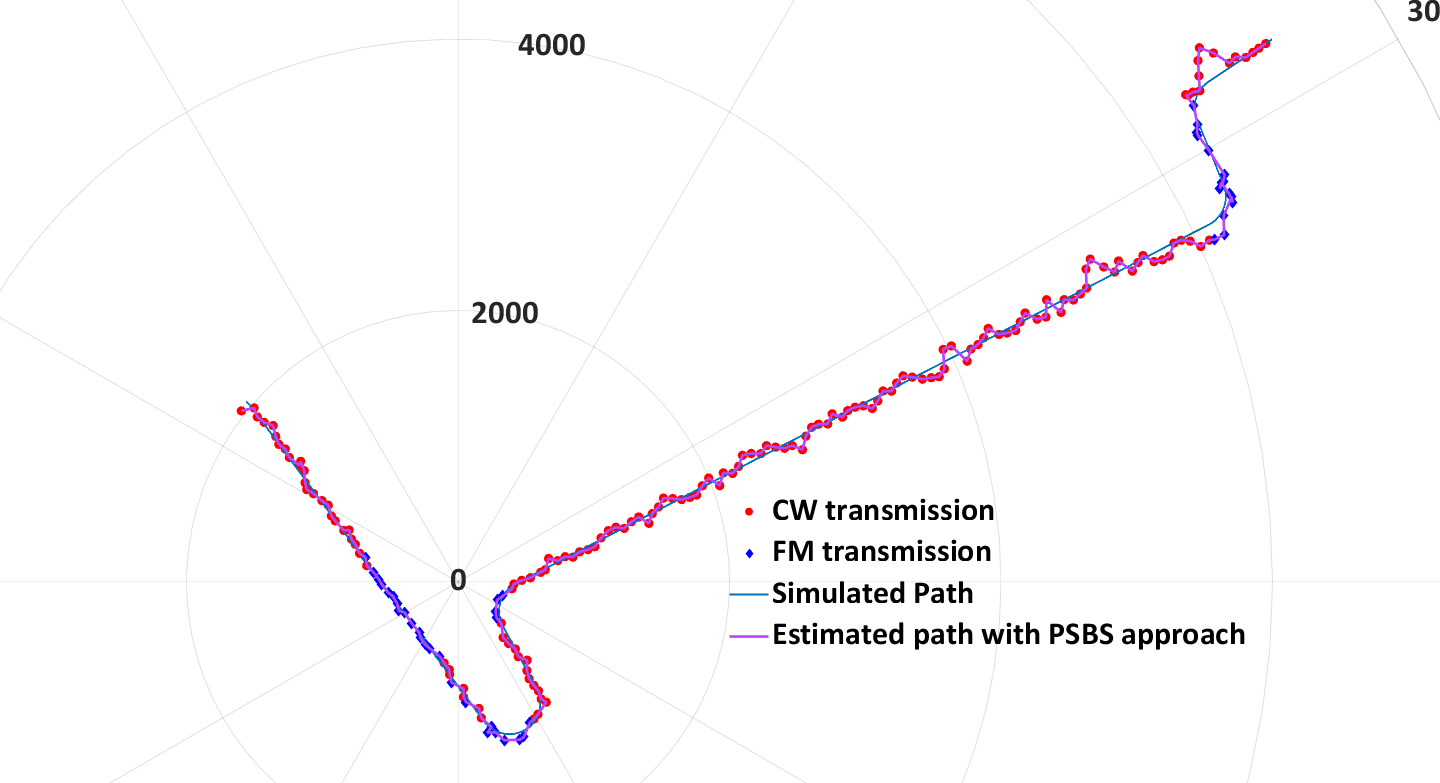 30
4000
2000
0
CW transmission
FM transmission
Simulated Path
Estimated path with PSBS approach